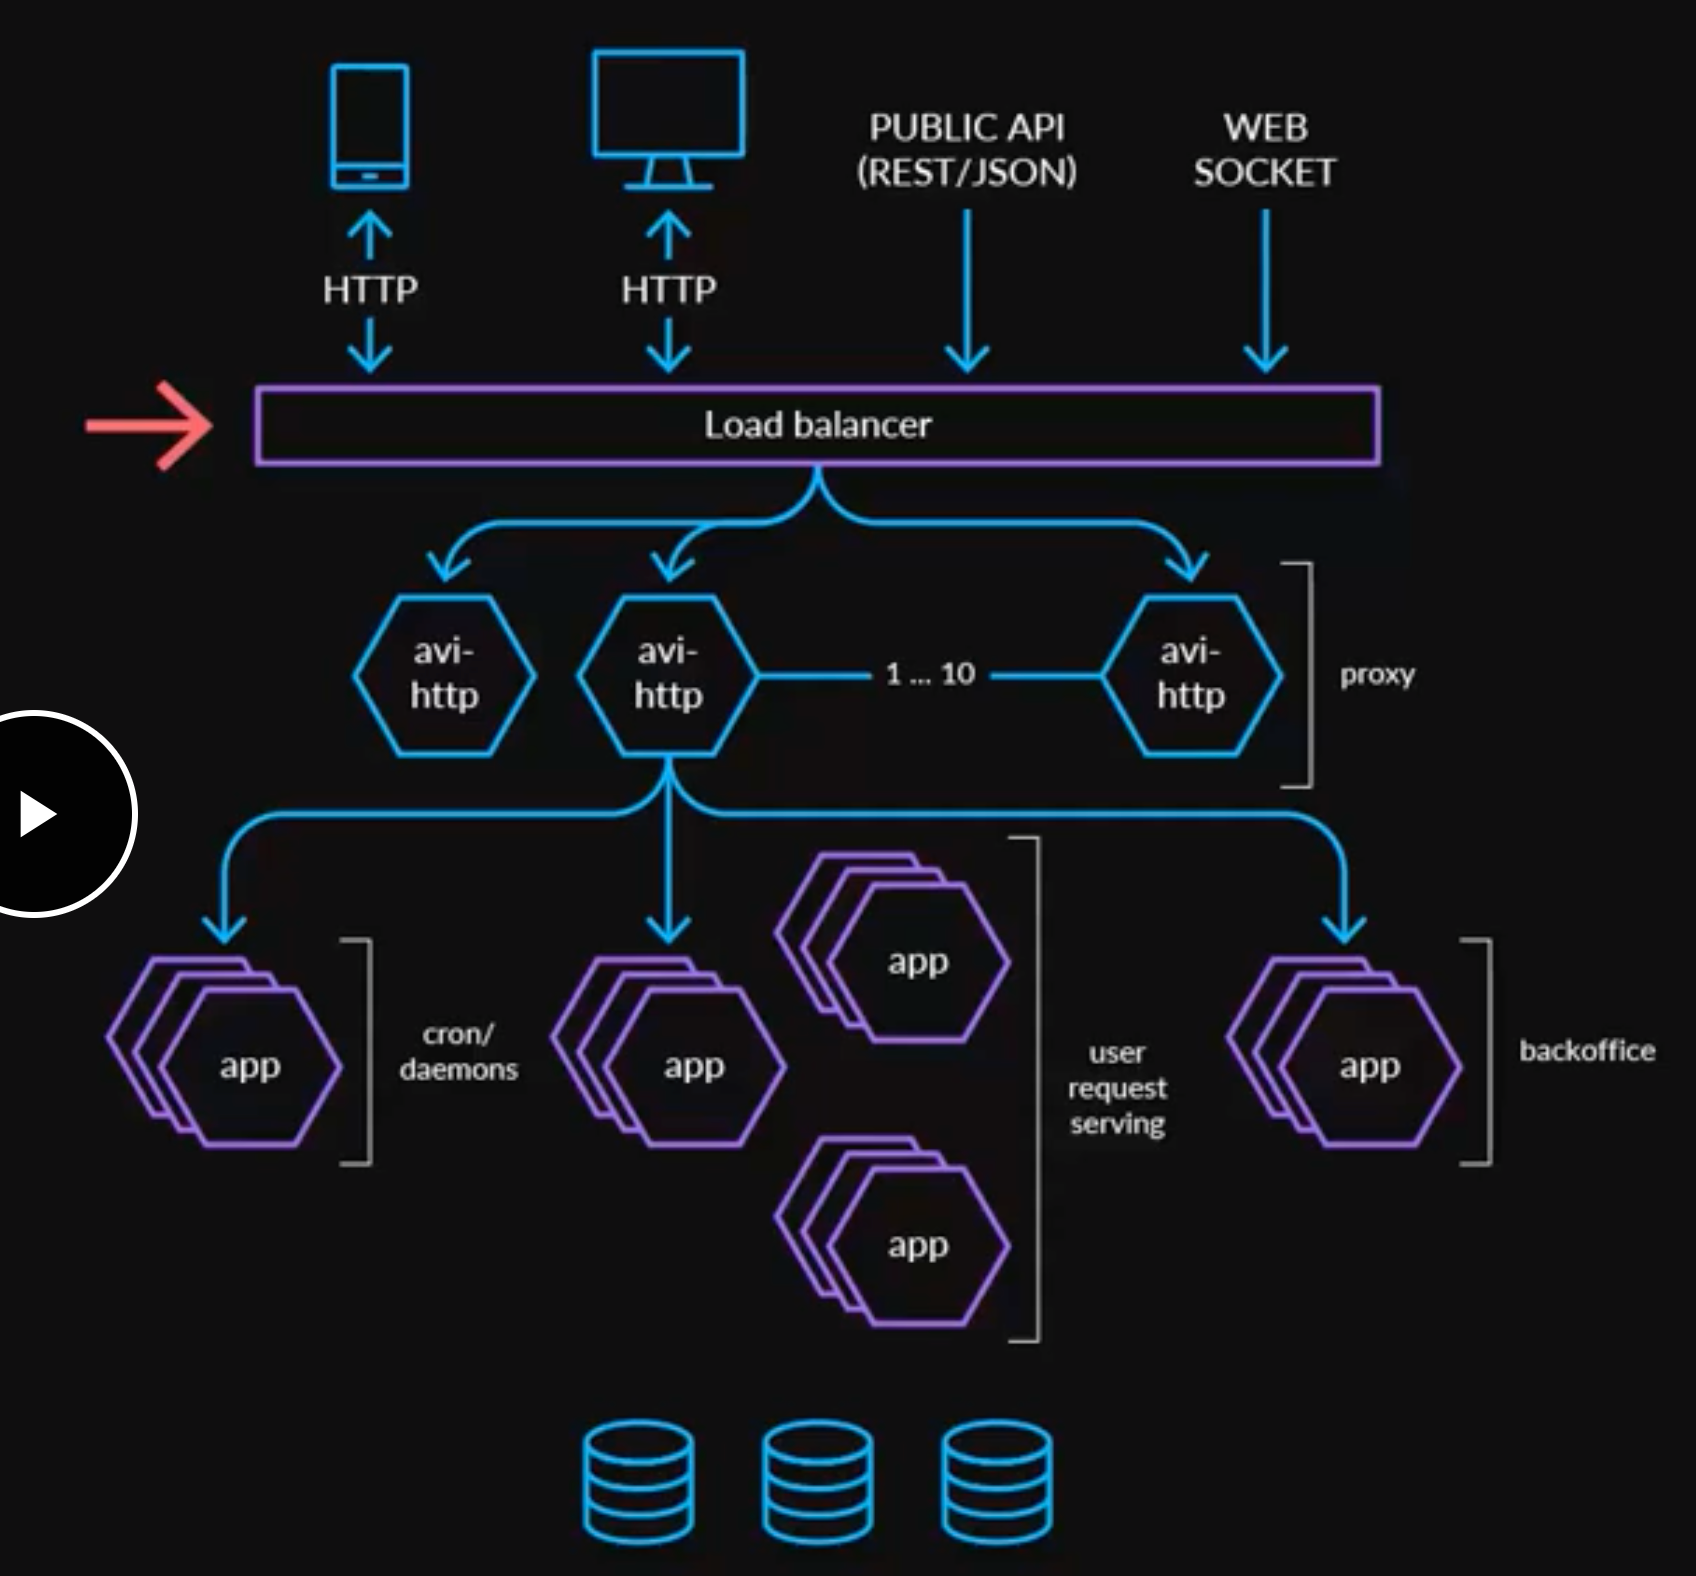 PUBLIC API
(REST/JSON)
WEB
SOCKET
HTTP
HTTP
Load balancer
avi-
http
avi-
http
1 ... 10
avi-
http
proxy
app
cron/
daemons
app
app
app
user
request
serving
app
backoffice